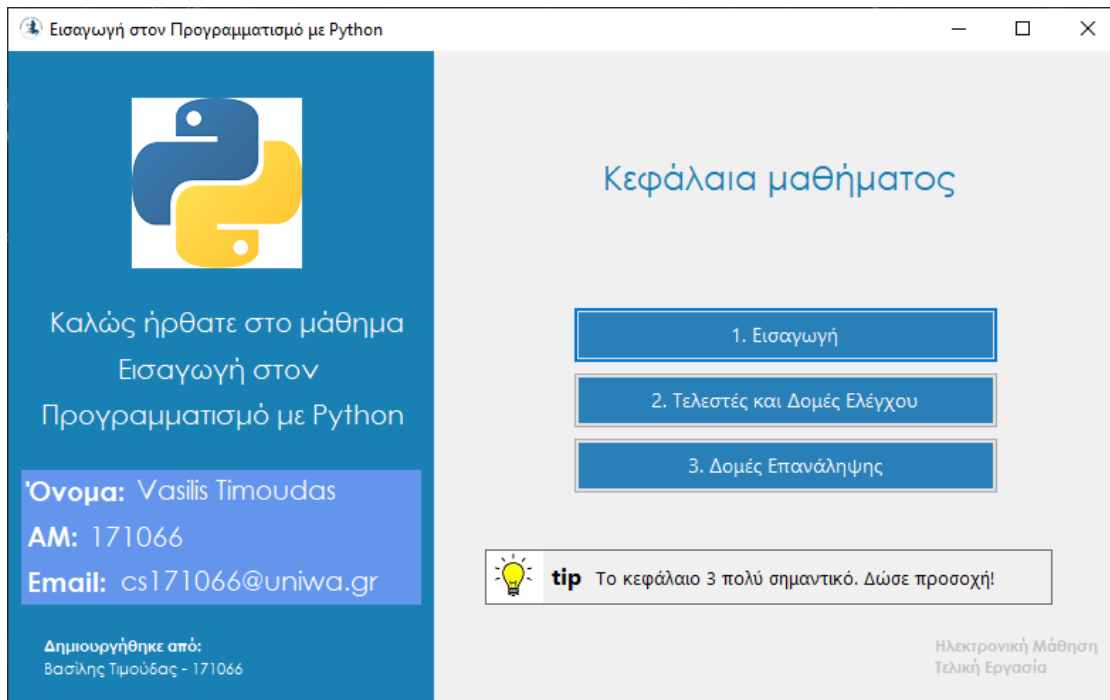 Εισαγωγή στον Προγραμματισμό με Python
Καλώς ήρθατε στο μάθημα
Εισαγωγή στον
Προγραμματισμό με Python
Όνομα: Vasilis Timoudas
ΑΜ: 171066
Email: cs171066@uniwa.gr
Δημιουργήθηκε από:
Βασίλης Τιμούδας - 171066
Κεφάλαια μαθήματος
1. Εισαγωγή
2. Τελεστές και Δομές Ελέγχου
3. Δομές Επανάληψης
tip Το κεφάλαιο 3 πολύ σημαντικό. Δώσε προσοχή!
Ηλεκτρονική Μάθηση
Τελική Εργασία